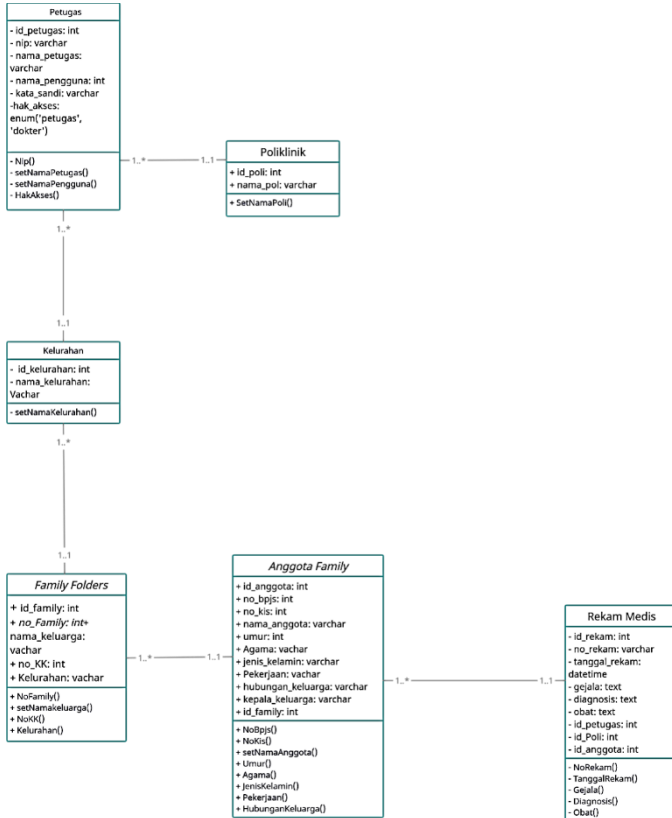 Petugas
- id_petugas: int
- nip: varchar
- nama_petugas:
varchar
- nama_pengguna: int
- kata_sandi: varchar
-hak_akses:
enum('petugas',
'dokter')
- Nip()
- setNamaPetugas()
- setNamaPengguna()
- HakAkses()
1..*
1..1
Poliklinik
+ id_poli: int
+ nama_pol: varchar
+ SetNamaPoli()
1..*
1..1
Kelurahan
- id_kelurahan: int
- nama_kelurahan:
Vachar
- setNamaKelurahan()
1..*
1..1
Family Folders
+ id_family: int
+ no_Family: int+
nama_keluarga:
vachar
+ no_KK: int
+ Kelurahan: vachar
+ NoFamily()
+ setNamakeluarga()
+ NoKK()
+ Kelurahan()
1..*
1..1
Anggota Family
+ id_anggota: int
+ no_bpjs: int
+ no_kis: int
+ nama_anggota: varchar
+ umur: int
+ Agama: vachar
+ jenis_kelamin: varchar
+ Pekerjaan: vachar
+ hubungan_keluarga: varchar
+ kepala_keluarga: varchar
+ id_family: int
+ NoBpjs()
+ NoKis()
+ setNamaAnggota()
+ Umur()
+ Agama()
+ JenisKelamin()
+ Pekerjaan()
+ HubunganKeluarga()
1..*
1..1
Rekam Medis
- id_rekam: int
- no_rekam: varchar
- tanggal_rekam:
datetime
- gejala: text
- diagnosis: text
- obat: text
- id_petugas: int
- id_Poli: int
- id_anggota: int
- NoRekam()
- TanggalRekam()
- Gejala()
- Diagnosis()
- Obat()